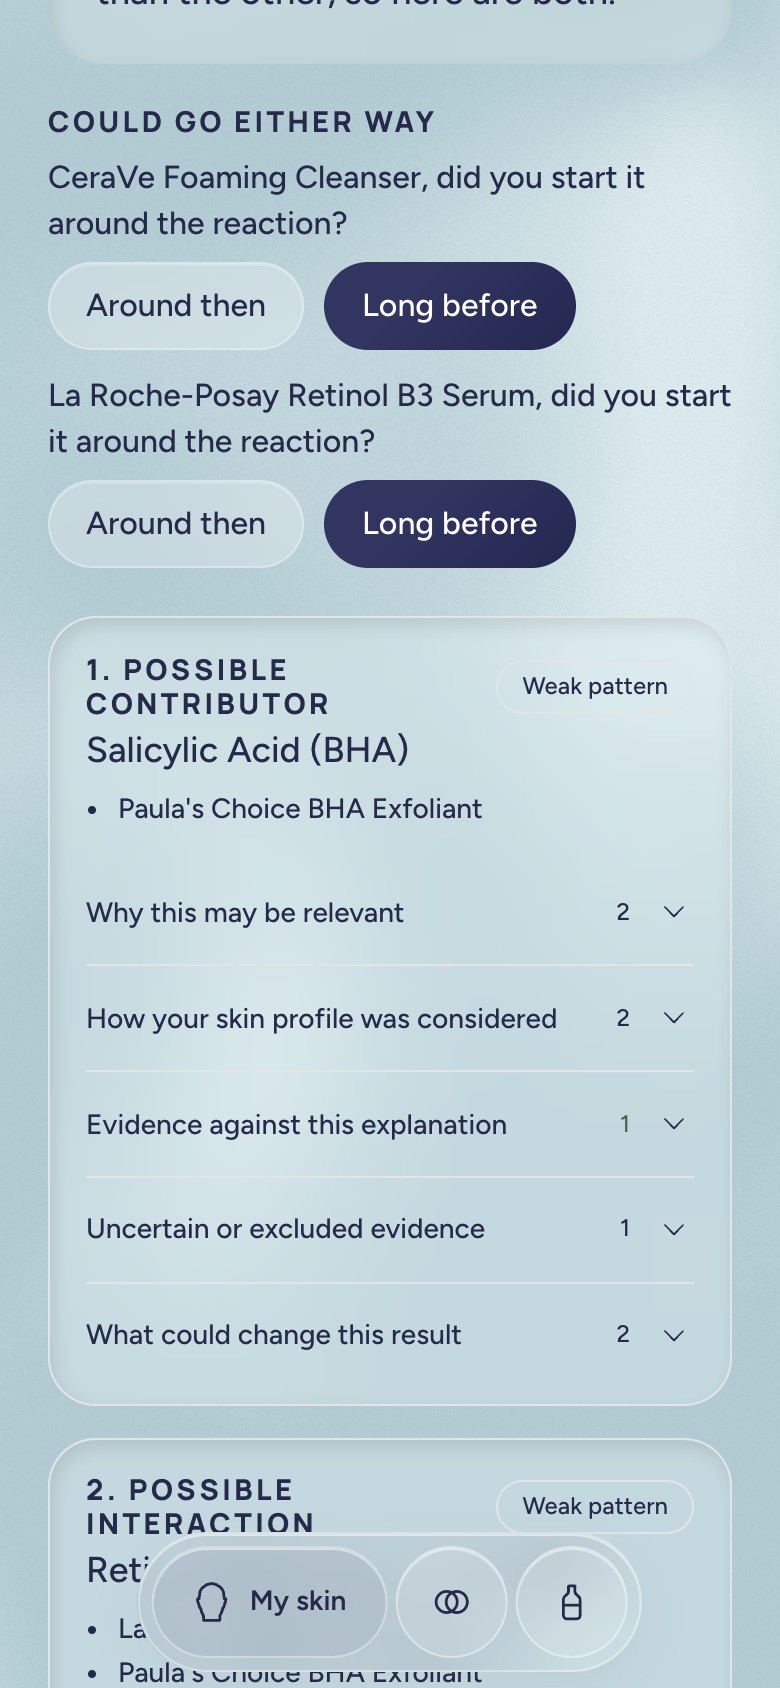 COULD GO EITHER WAY
CeraVe Foaming Cleanser, did you start it
around the reaction?
Around then
Long before
La Roche-Posay Retinol B3 Serum, did you start
it around the reaction?
Around then
Long before
1. POSSIBLE
CONTRIBUTOR
Weak pattern
Salicylic Acid (BHA)
• Paula's Choice BHA Exfoliant
Why this may be relevant 2
How your skin profile was considered 2
Evidence against this explanation 1
Uncertain or excluded evidence 1
What could change this result 2
2. POSSIBLE
INTERACTION
Weak pattern
My skin
• Paula's Choice BHA Exfoliant